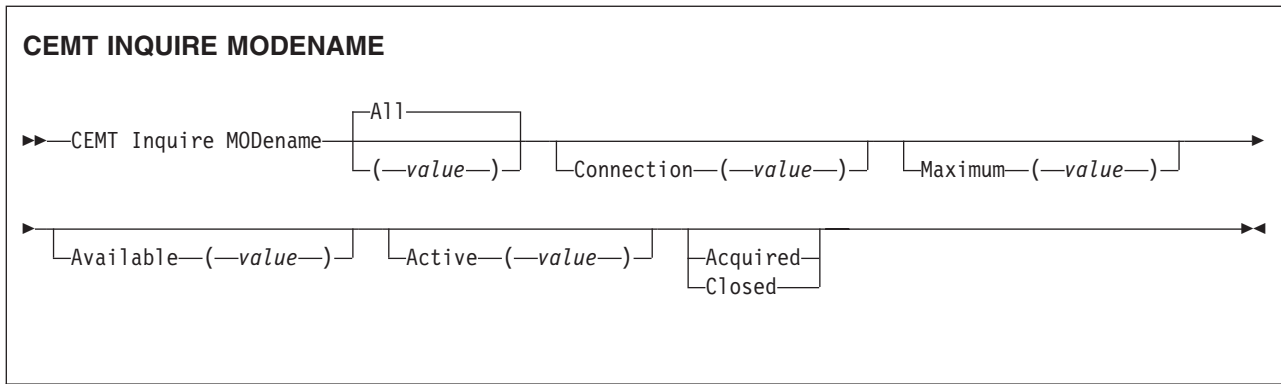 CEMT INQUIRE MODENAME
All
CEMT Inquire MODename
(value) Connection (value) Maximum (value)
Available (value) Active (value) Acquired
Closed